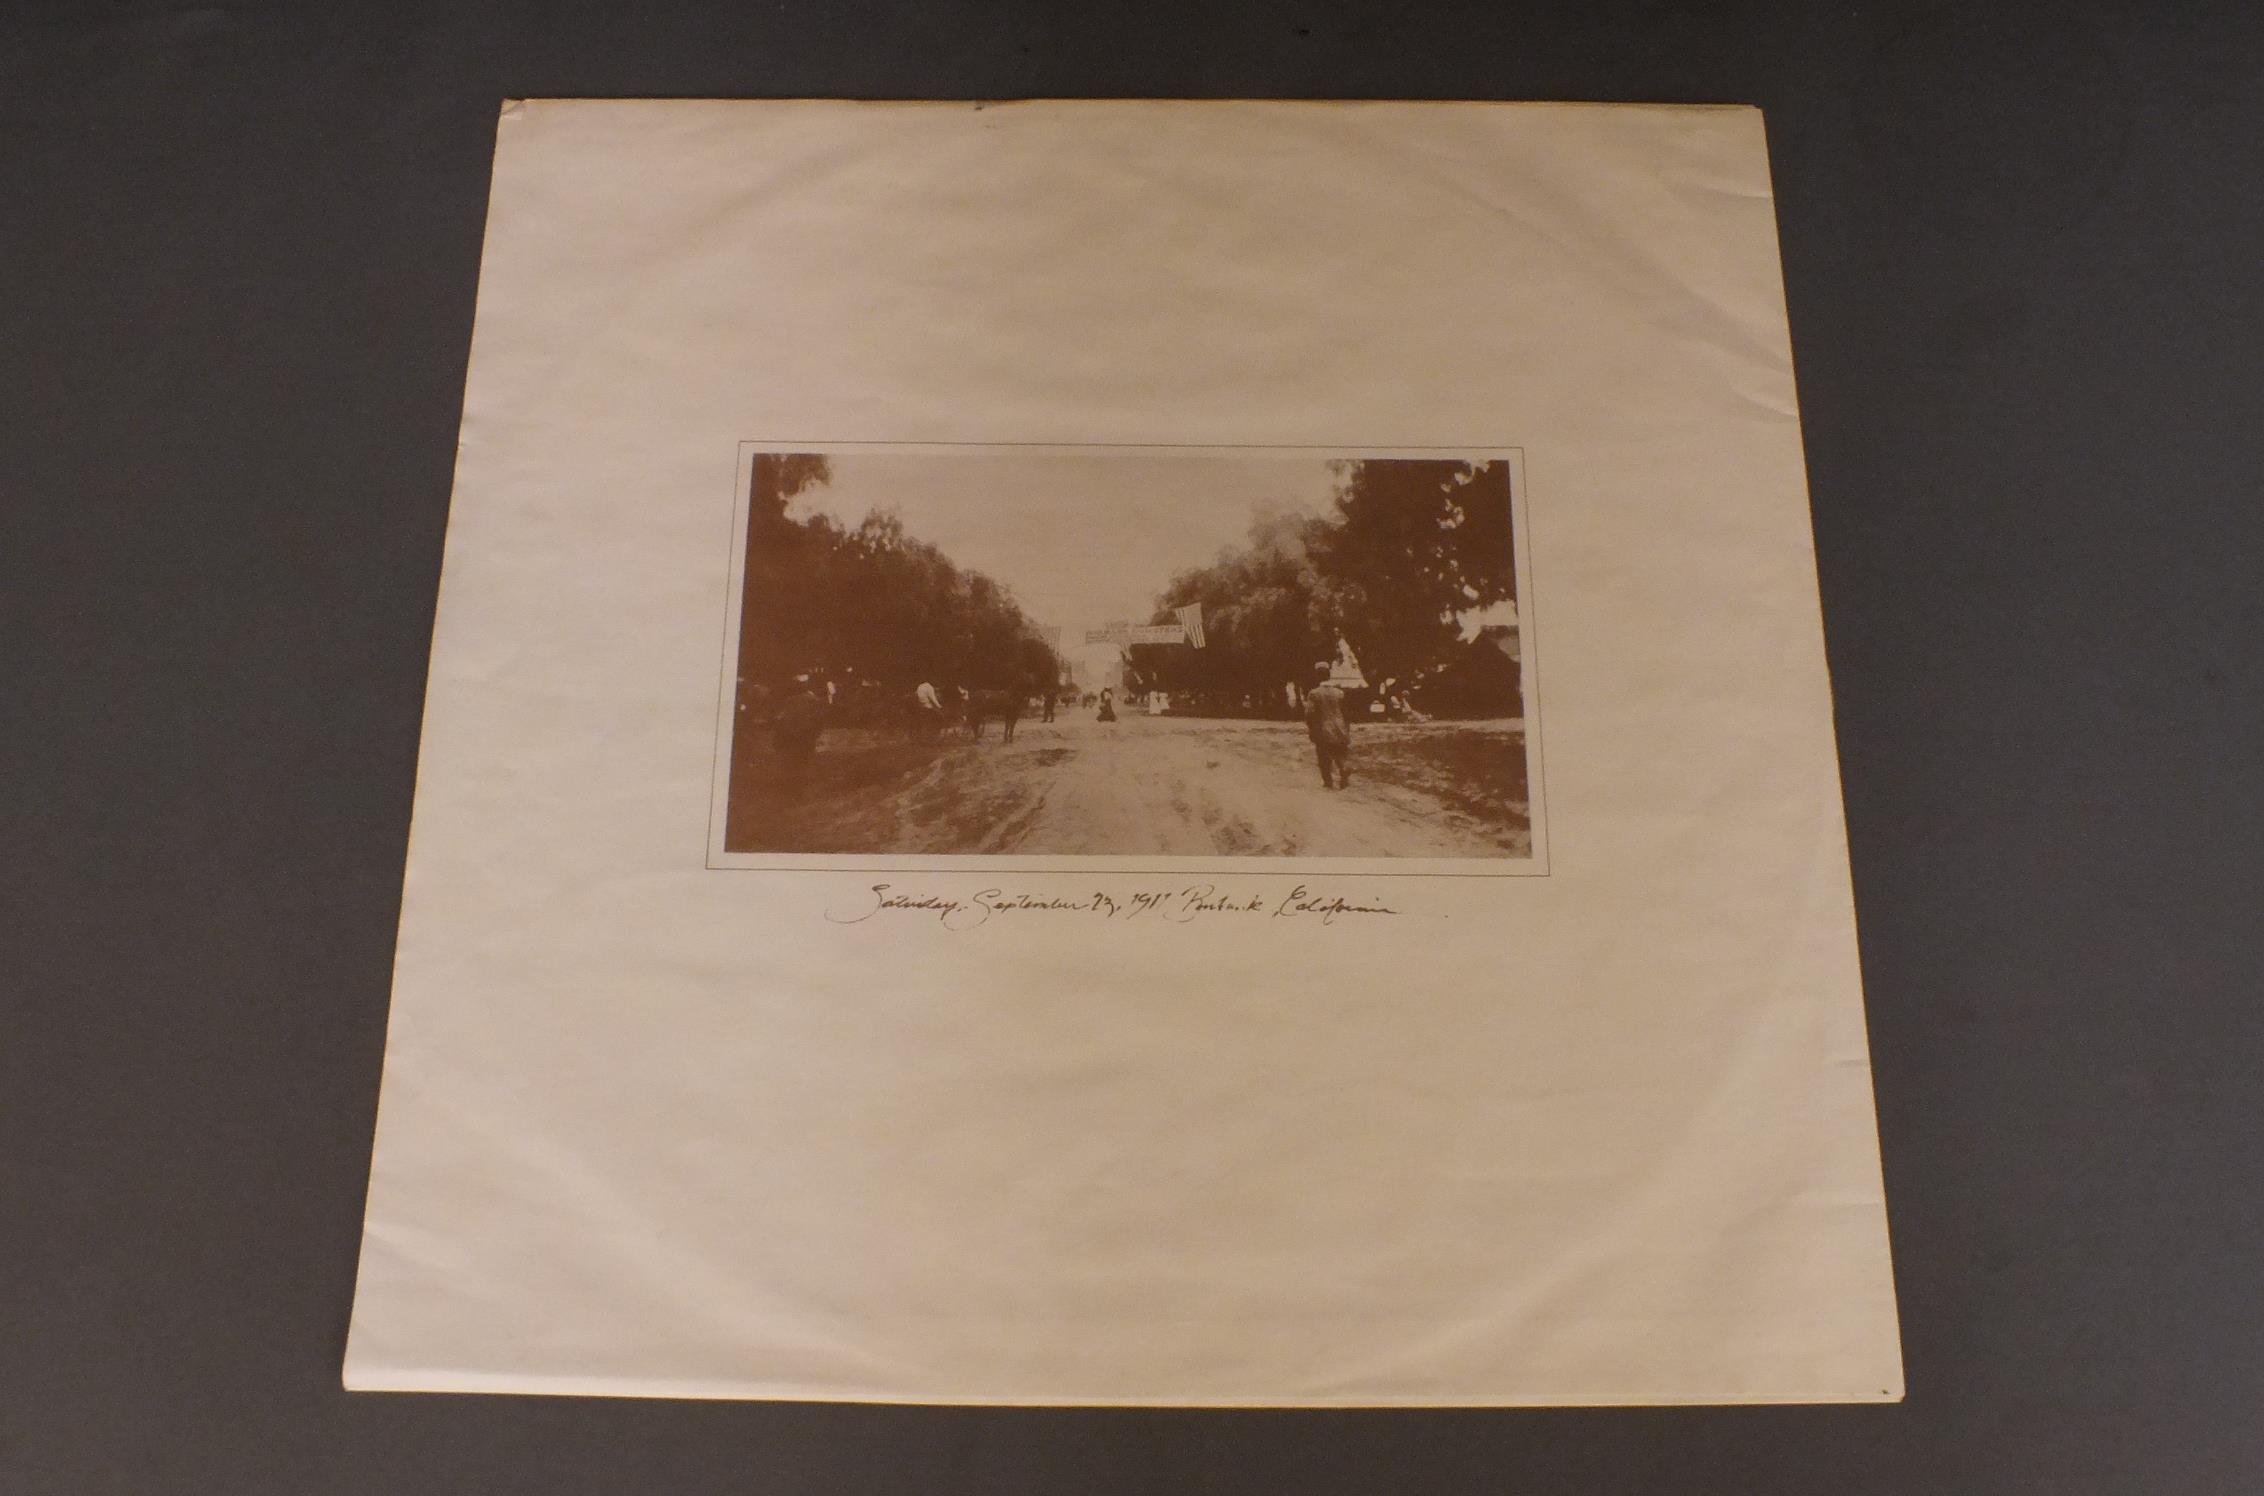 Saturday, September 23, 1911 Burbank, California